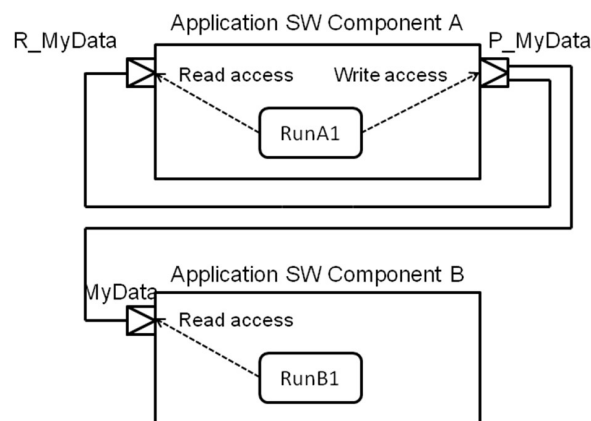 Application SW Component A
R_MyData
P_MyData
Read access
Write access
RunA1
Application SW Component B
MyData
Read access
RunB1